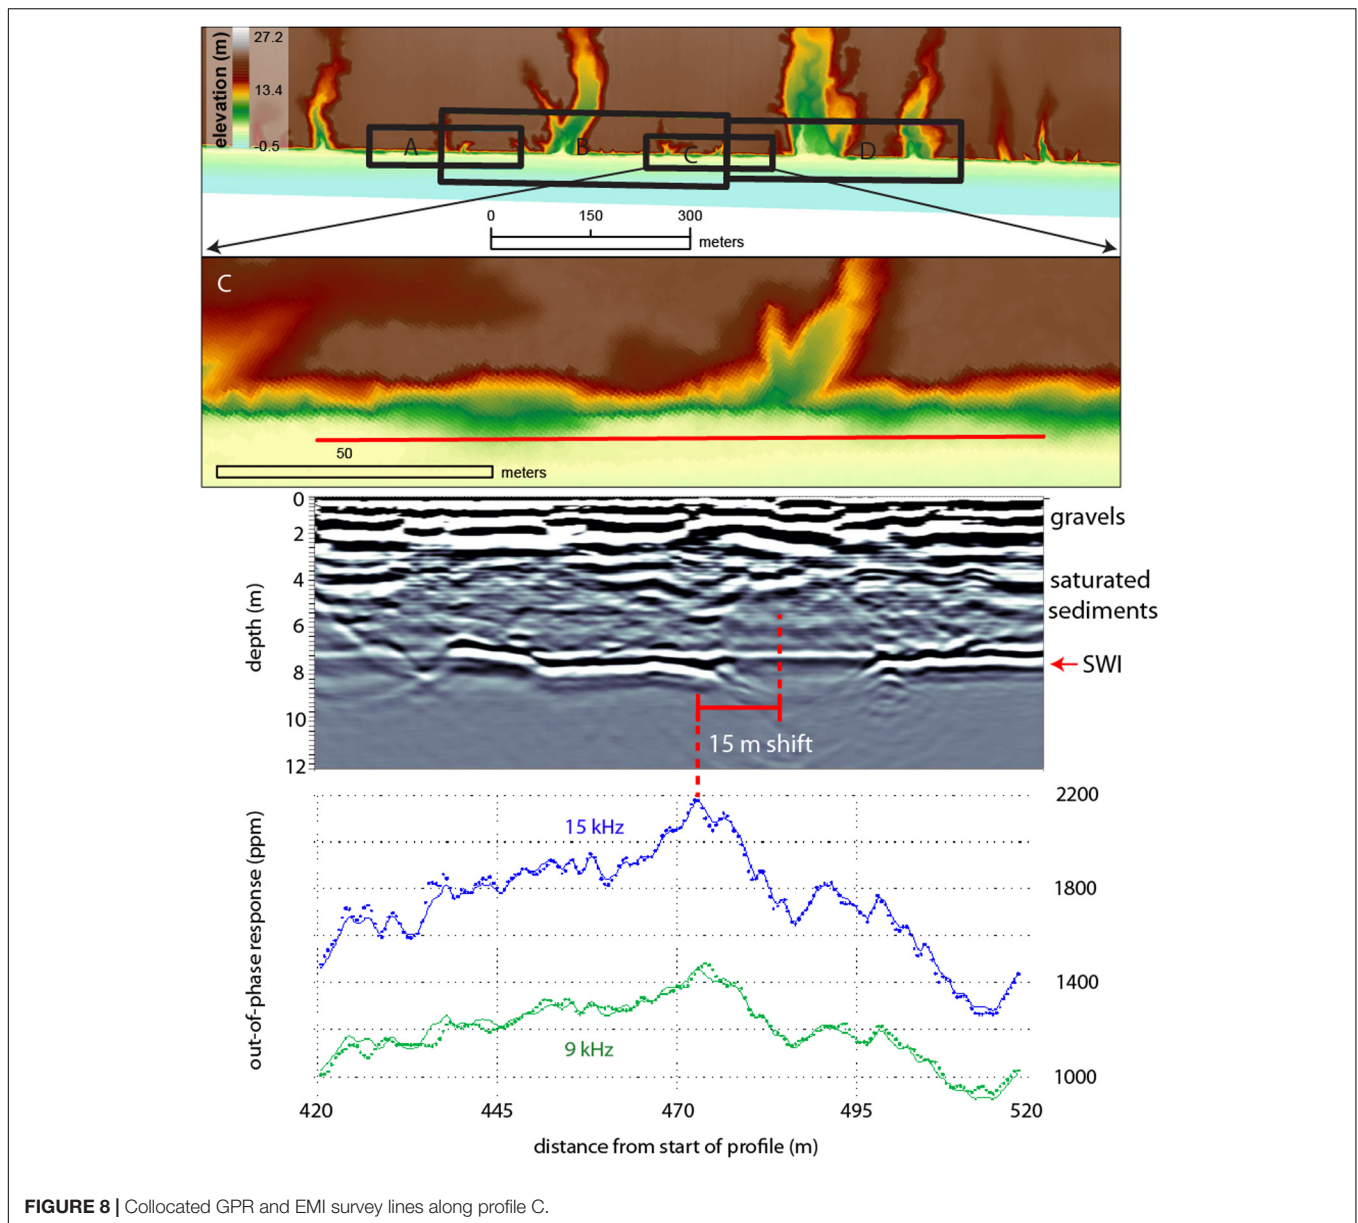 elevation (m)
27.2
13.4
-0.5
A
B
C
D
0 150 300
meters
C
50
meters
0
2
4
6
8
10
12
depth (m)
gravels
saturated
sediments
SWI
15 m shift
out-of-phase response (ppm)
15 kHz
9 kHz
2200
1800
1400
1000
420 445 470 495 520
distance from start of profile (m)
FIGURE 8 | Collocated GPR and EMI survey lines along profile C.